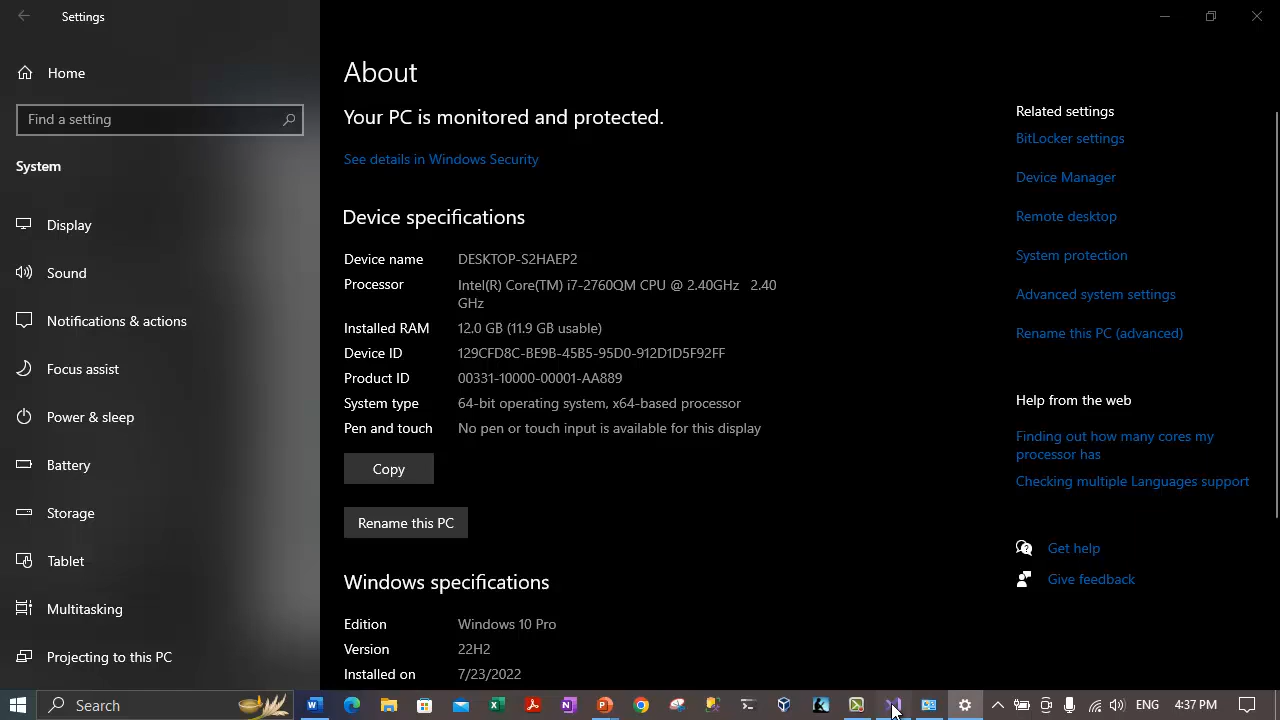 Settings
Home
Find a setting
System
Display
Sound
Notifications & actions
Focus assist
Power & sleep
Battery
Storage
Tablet
Multitasking
Projecting to this PC
About
Your PC is monitored and protected.
See details in Windows Security
Device specifications
Device name DESKTOP-S2HAEP2
Processor Intel(R) Core(TM) i7-2760QM CPU @ 2.40GHz 2.40
GHz
Installed RAM 12.0 GB (11.9 GB usable)
Device ID 129CFD8C-BE9B-45B5-95D0-912D1D5F92FF
Product ID 00331-10000-00001-AA889
System type 64-bit operating system, x64-based processor
Pen and touch No pen or touch input is available for this display
Copy
Rename this PC
Windows specifications
Edition Windows 10 Pro
Version 22H2
Installed on 7/23/2022
Related settings
BitLocker settings
Device Manager
Remote desktop
System protection
Advanced system settings
Rename this PC (advanced)
Help from the web
Finding out how many cores my
processor has
Checking multiple Languages support
Get help
Give feedback
Search
ENG 4:37 PM